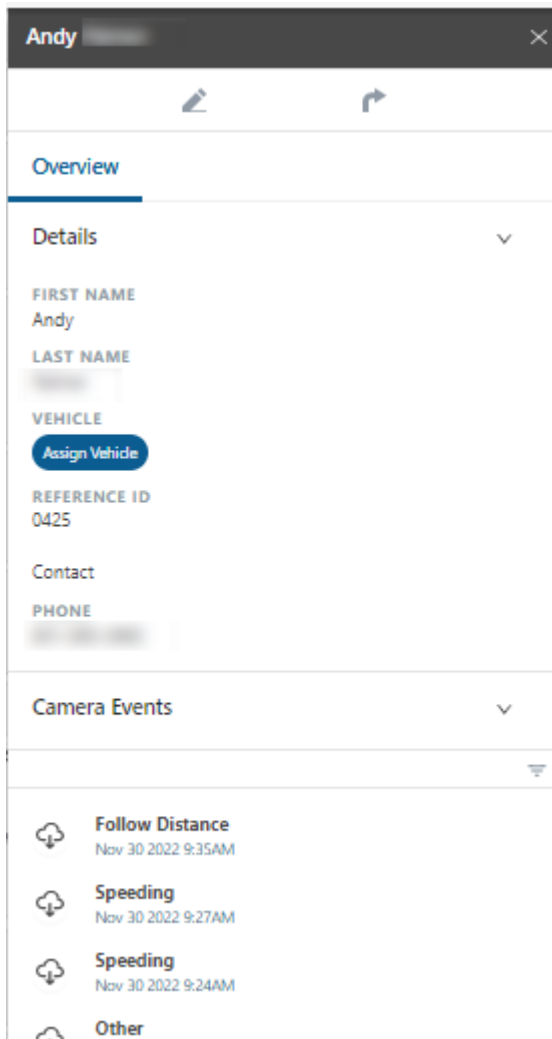 Andy
Overview
Details
FIRST NAME
Andy
LAST NAME
VEHICLE
Assign Vehicle
REFERENCE ID
0425
Contact
PHONE
Camera Events
Follow Distance
Nov 30 2022 9:35AM
Speeding
Nov 30 2022 9:27AM
Speeding
Nov 30 2022 9:24AM
Other